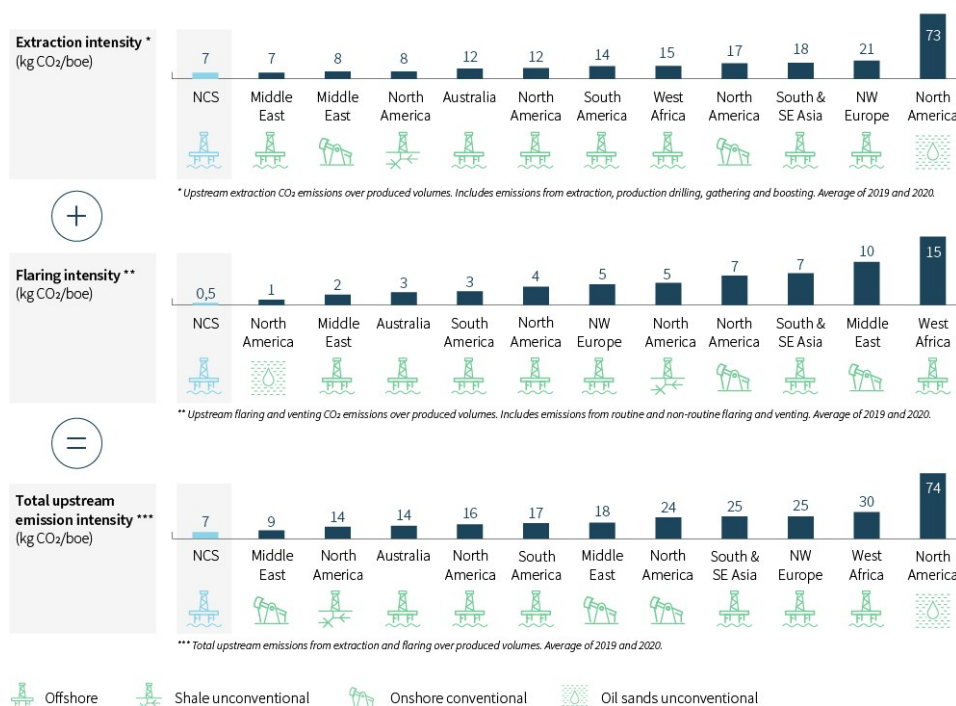 Extraction intensity *
(kg CO₂/boe)
7 7 8 8 12 12 14 15 17 18 21 73
NCS Middle East Middle East North America Australia North America South America West Africa North America South & SE Asia NW Europe North America
* Upstream extraction CO₂ emissions over produced volumes. Includes emissions from extraction, production drilling, gathering and boosting. Average of 2019 and 2020.
+
Flaring intensity **
(kg CO₂/boe)
0,5 1 2 3 3 4 5 5 7 7 10 15
NCS North America Middle East Australia South America North America NW Europe North America North America South & SE Asia Middle East West Africa
** Upstream flaring and venting CO₂ emissions over produced volumes. Includes emissions from routine and non-routine flaring and venting. Average of 2019 and 2020.
=
Total upstream
emission intensity ***
(kg CO₂/boe)
7 9 14 14 16 17 18 24 25 25 30 74
NCS Middle East North America Australia North America South America Middle East North America South & SE Asia NW Europe West Africa North America
*** Total upstream emissions from extraction and flaring over produced volumes. Average of 2019 and 2020.
Offshore Shale unconventional Onshore conventional Oil sands unconventional